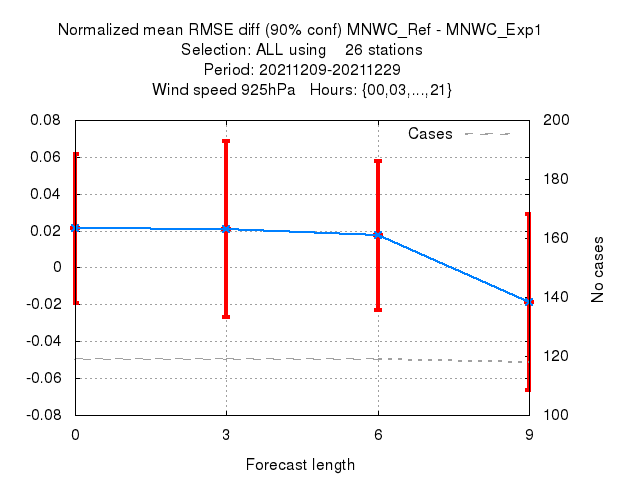 Normalized mean RMSE diff (90% conf) MNWC_Ref - MNWC_Exp1
Selection: ALL using 26 stations
Period: 20211209-20211229
Wind speed 925hPa Hours: {00,03,...,21}
Cases
0.08
0.06
0.04
0.02
0
-0.02
-0.04
-0.06
-0.08
200
180
160
140
120
100
No cases
0 3 6 9
Forecast length